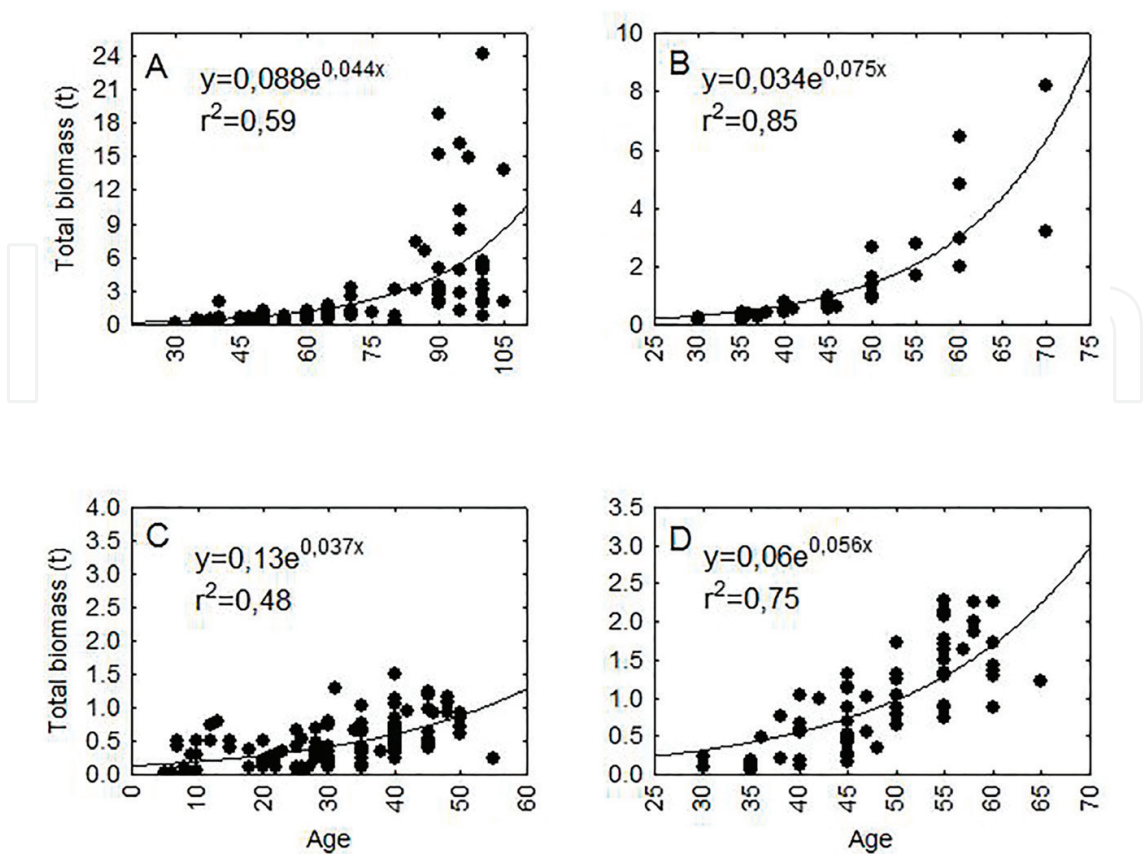 A
y=0,088e^0,044x
r²=0,59
Total biomass (t)
24
21
18
15
12
9
6
3
0
30 45 60 75 90 105
B
y=0,034e^0,075x
r²=0,85
10
8
6
4
2
0
25 30 35 40 45 50 55 60 65 70 75
C
y=0,13e^0,037x
r²=0,48
Total biomass (t)
4.0
3.5
3.0
2.5
2.0
1.5
1.0
0.5
0.0
0 10 20 30 40 50 60
Age
D
y=0,06e^0,056x
r²=0,75
3.5
3.0
2.5
2.0
1.5
1.0
0.5
0.0
25 30 35 40 45 50 55 60 65 70
Age